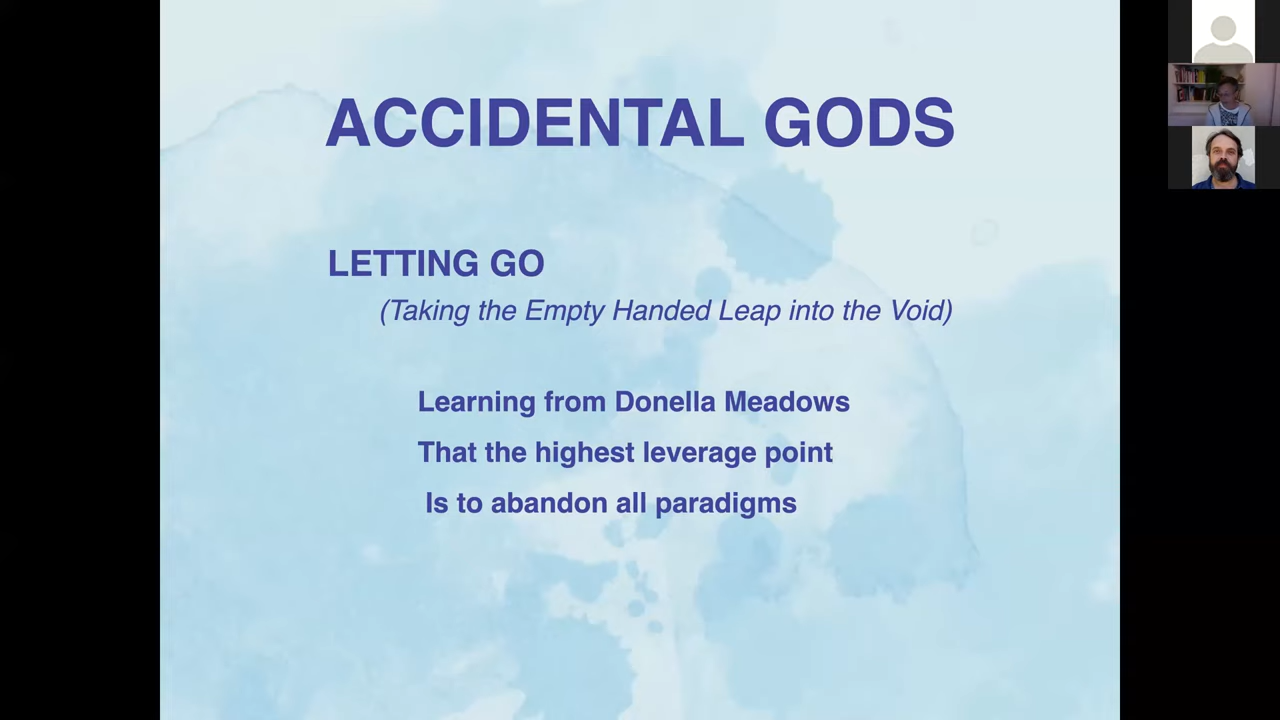 ACCIDENTAL GODS
LETTING GO
(Taking the Empty Handed Leap into the Void)
Learning from Donella Meadows
That the highest leverage point
Is to abandon all paradigms